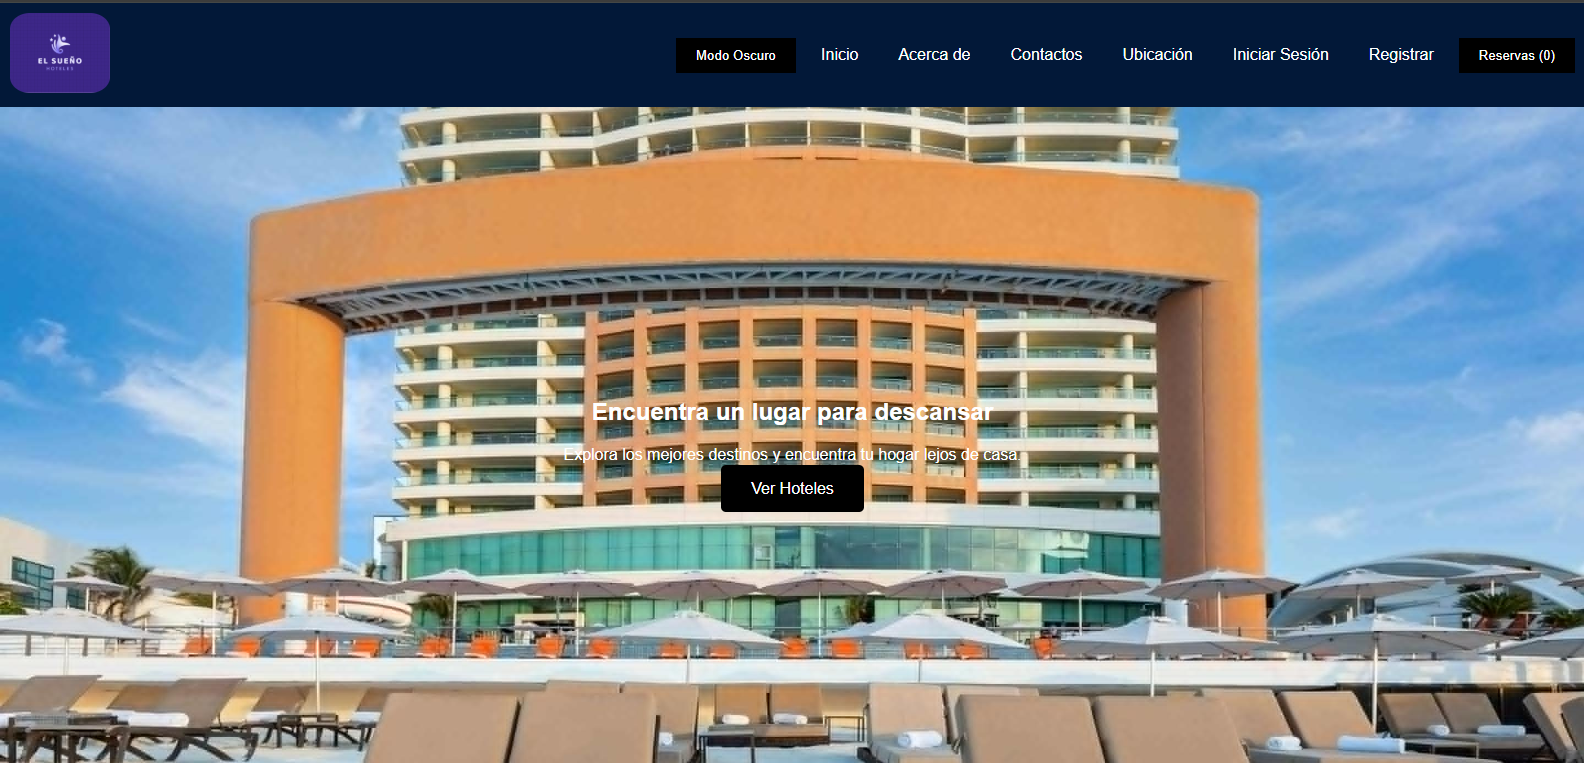 EL SUEÑO
HOTELES
Modo Oscuro
Inicio
Acerca de
Contactos
Ubicación
Iniciar Sesión
Registrar
Reservas (0)
Encuentra un lugar para descansar
Explora los mejores destinos y encuentra tu hogar lejos de casa.
Ver Hoteles